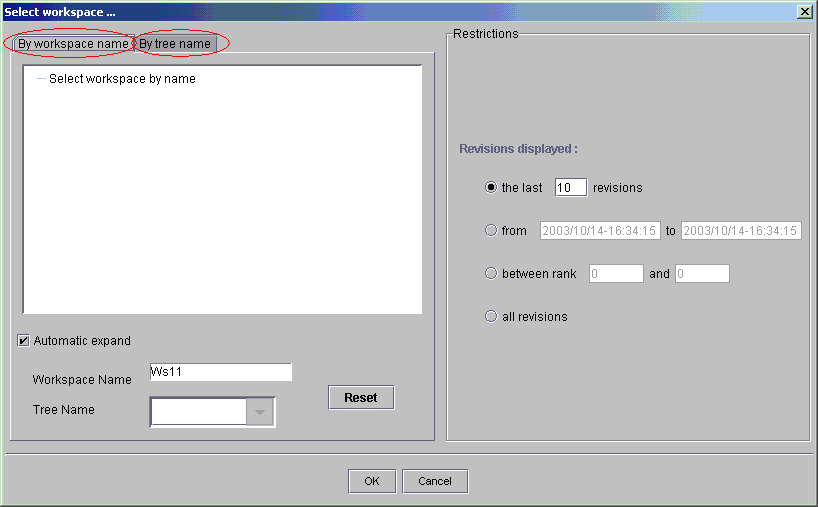 Select workspace ...
By workspace name By tree name
Select workspace by name
Automatic expand
Workspace Name Ws11
Tree Name
Reset
Restrictions
Revisions displayed :
the last 10 revisions
from 2003/10/14-16:34:15 to 2003/10/14-16:34:15
between rank 0 and 0
all revisions
OK Cancel